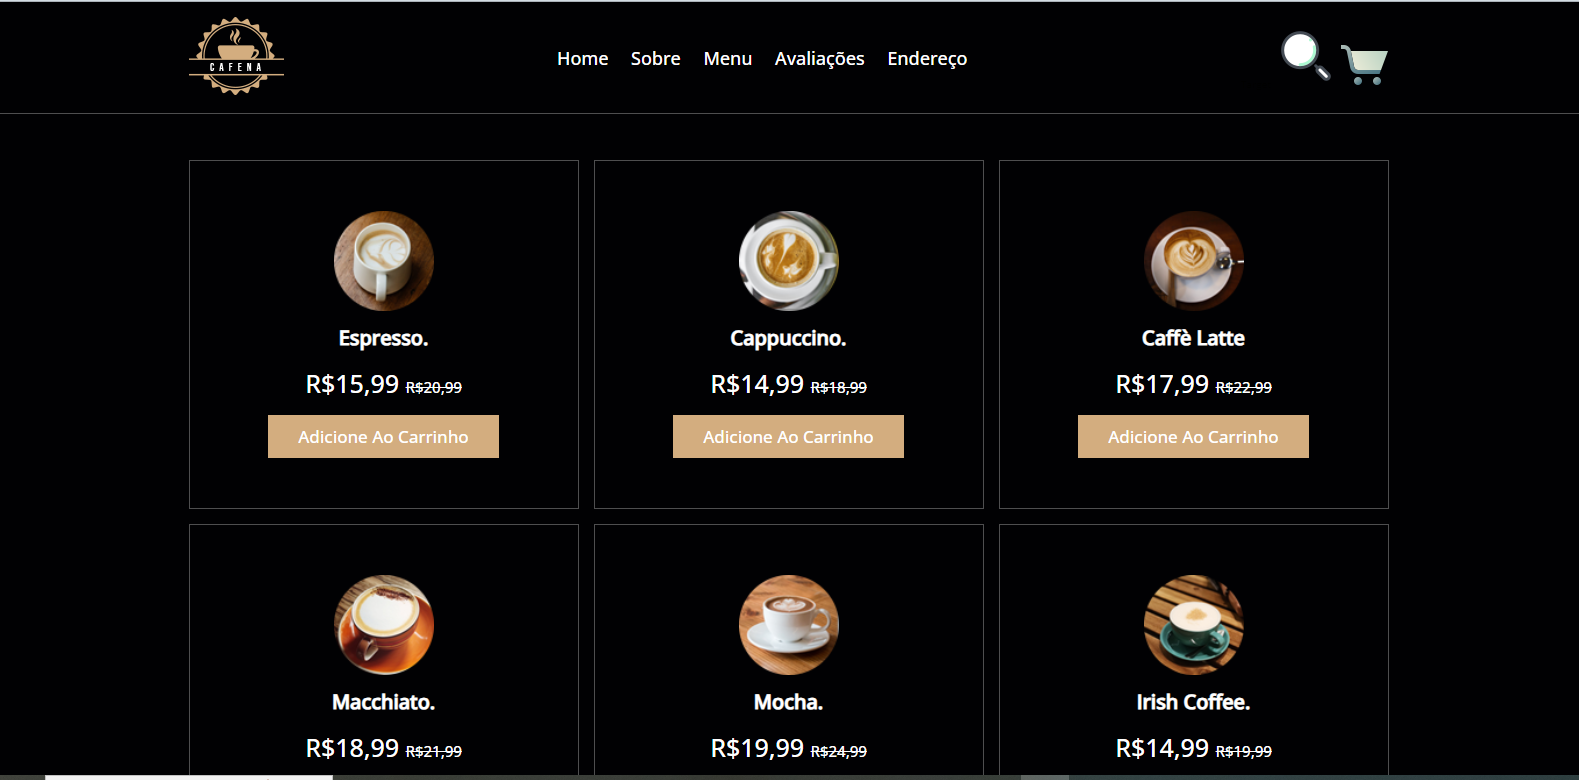 CAFENA
Home Sobre Menu Avaliações Endereço
Espresso.
R$15,99 R$20,99
Adicione Ao Carrinho
Cappuccino.
R$14,99 R$18,99
Adicione Ao Carrinho
Caffè Latte
R$17,99 R$22,99
Adicione Ao Carrinho
Macchiato.
R$18,99 R$21,99
Mocha.
R$19,99 R$24,99
Irish Coffee.
R$14,99 R$19,99